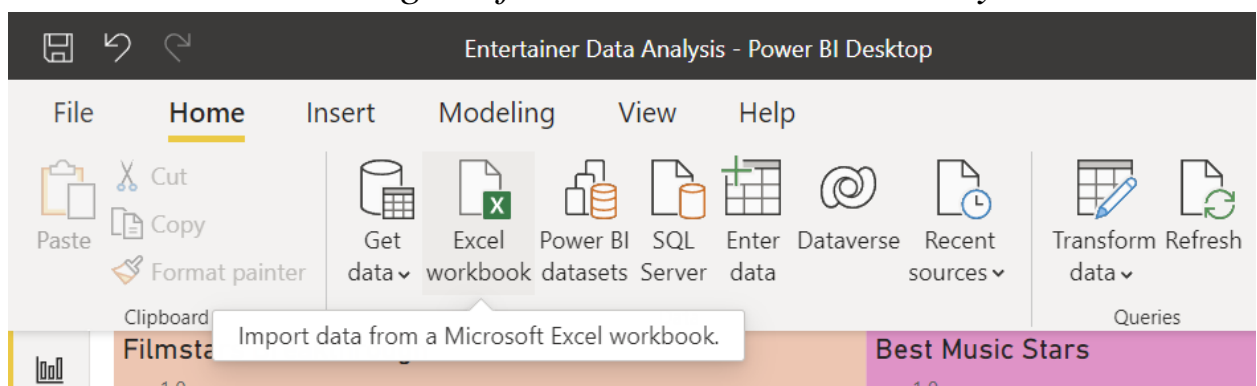 Entertainer Data Analysis - Power BI Desktop
File Home Insert Modeling View Help
Cut
Copy
Paste
Format painter
Clipboard
Get data
Excel workbook
Power BI datasets
SQL Server
Enter data
Dataverse
Recent sources
Transform data
Refresh
Queries
Import data from a Microsoft Excel workbook.
Best Music Stars